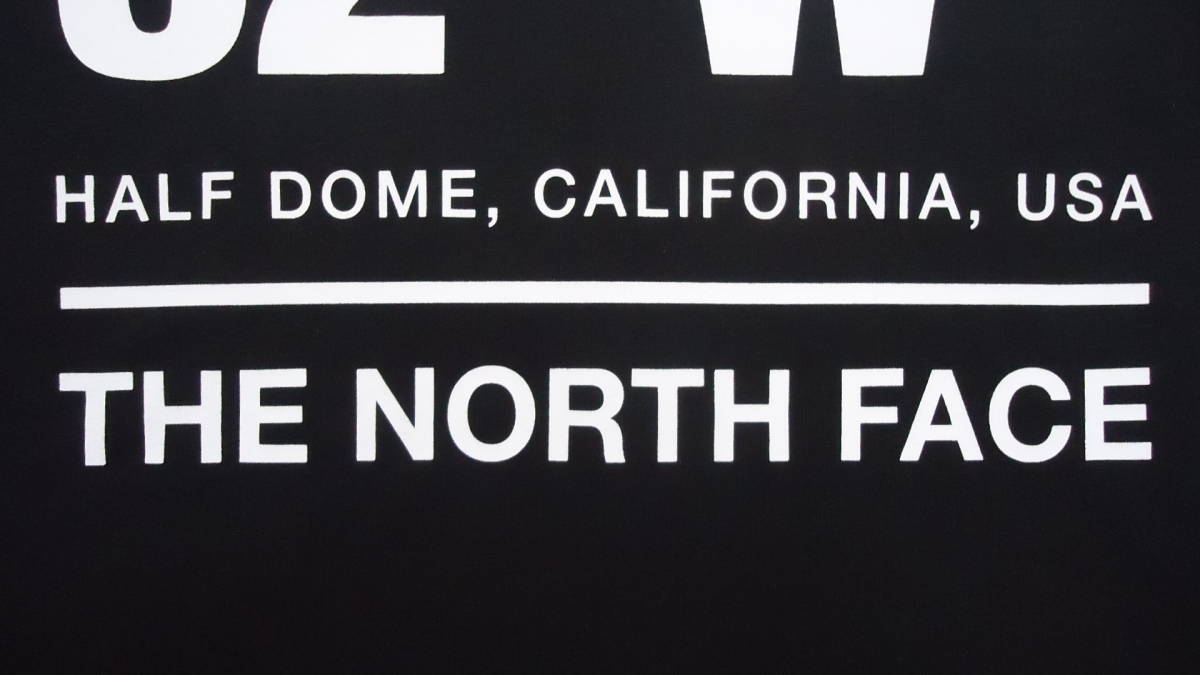 HALF DOME, CALIFORNIA, USA
THE NORTH FACE